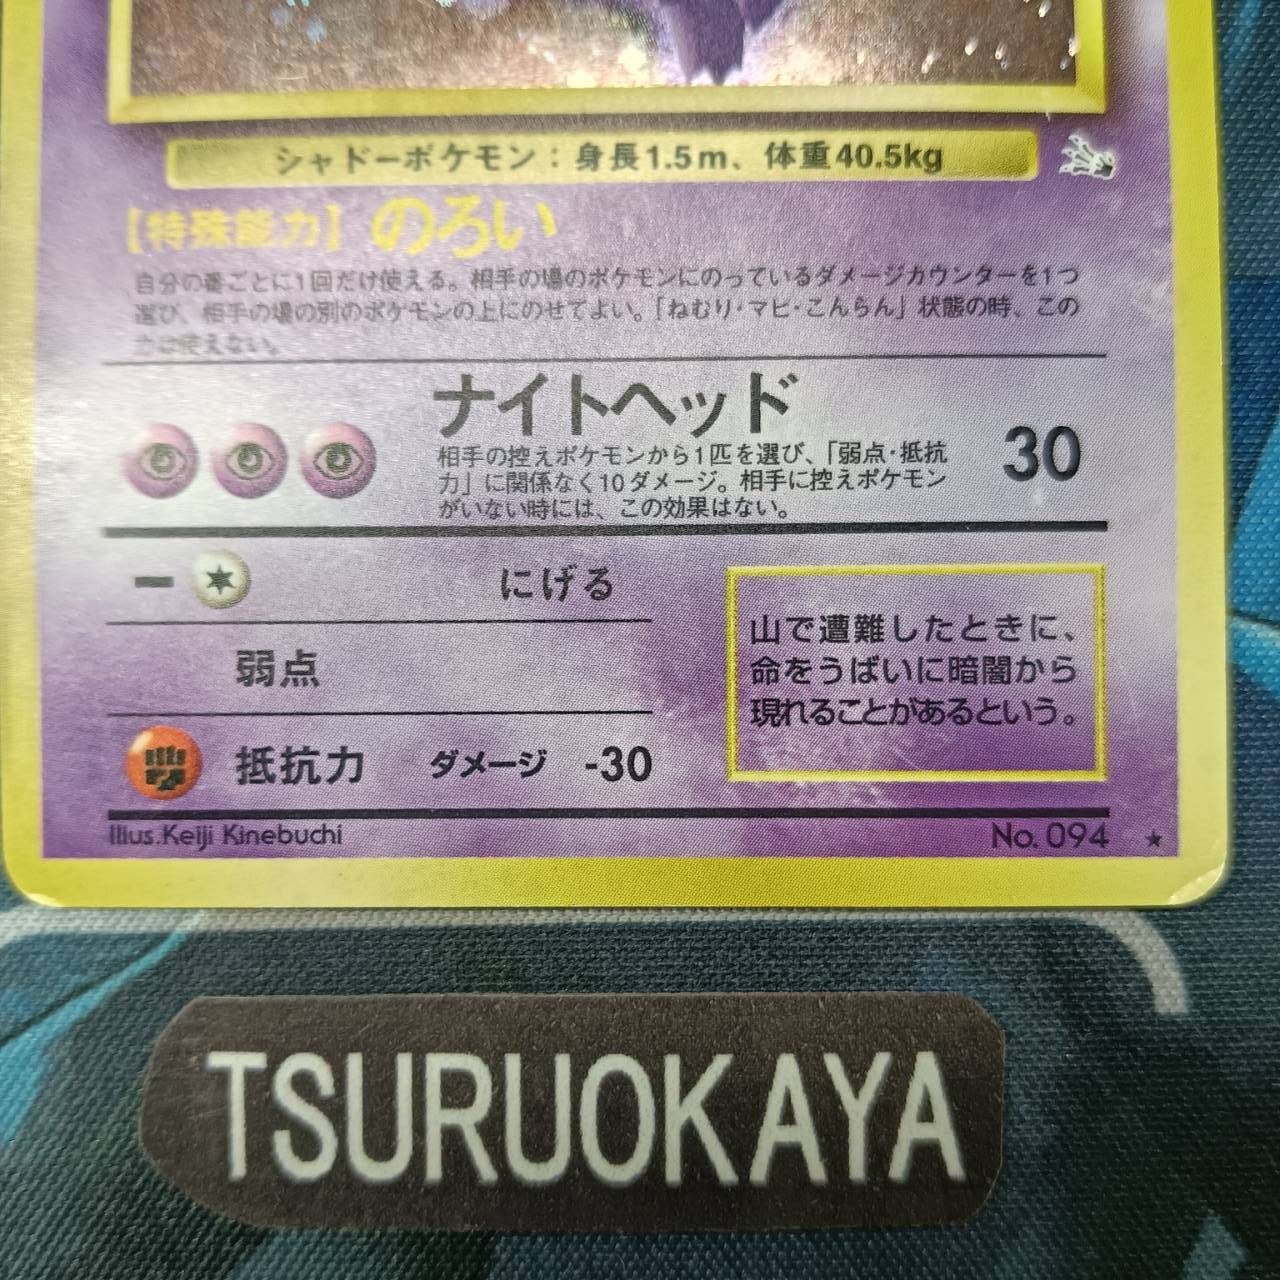 シャドーポケモン：身長1.5m、体重40.5kg
【特殊能力】 のろい
自分の番ごとに1回だけ使える。相手の場のポケモンにのっているダメージカウンターを1つ
選び、相手の場の別のポケモンの上にのせてよい。「ねむり・マヒ・こんらん」状態の時、この
力は使えない。
ナイトヘッド
30
相手の控えポケモンから1匹を選び、「弱点・抵抗
力」に関係なく10ダメージ。相手に控えポケモン
がいない時には、この効果はない。
にげる
弱点
抵抗力 ダメージ -30
山で遭難したときに、
命をうばいに暗闇から
現れることがあるという。
Illus.Keiji Kinebuchi
No. 094 ★
TSURUOKAYA